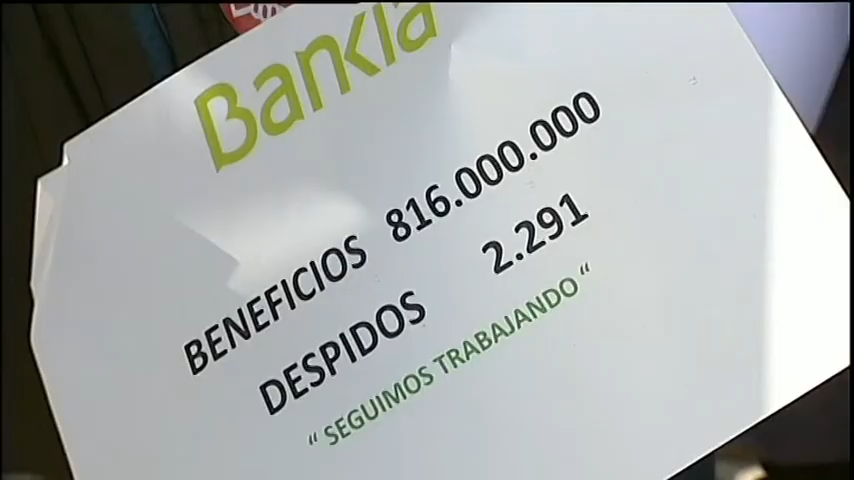 Bankia
BENEFICIOS 816.000.000
DESPIDOS 2.291
“ SEGUIMOS TRABAJANDO “